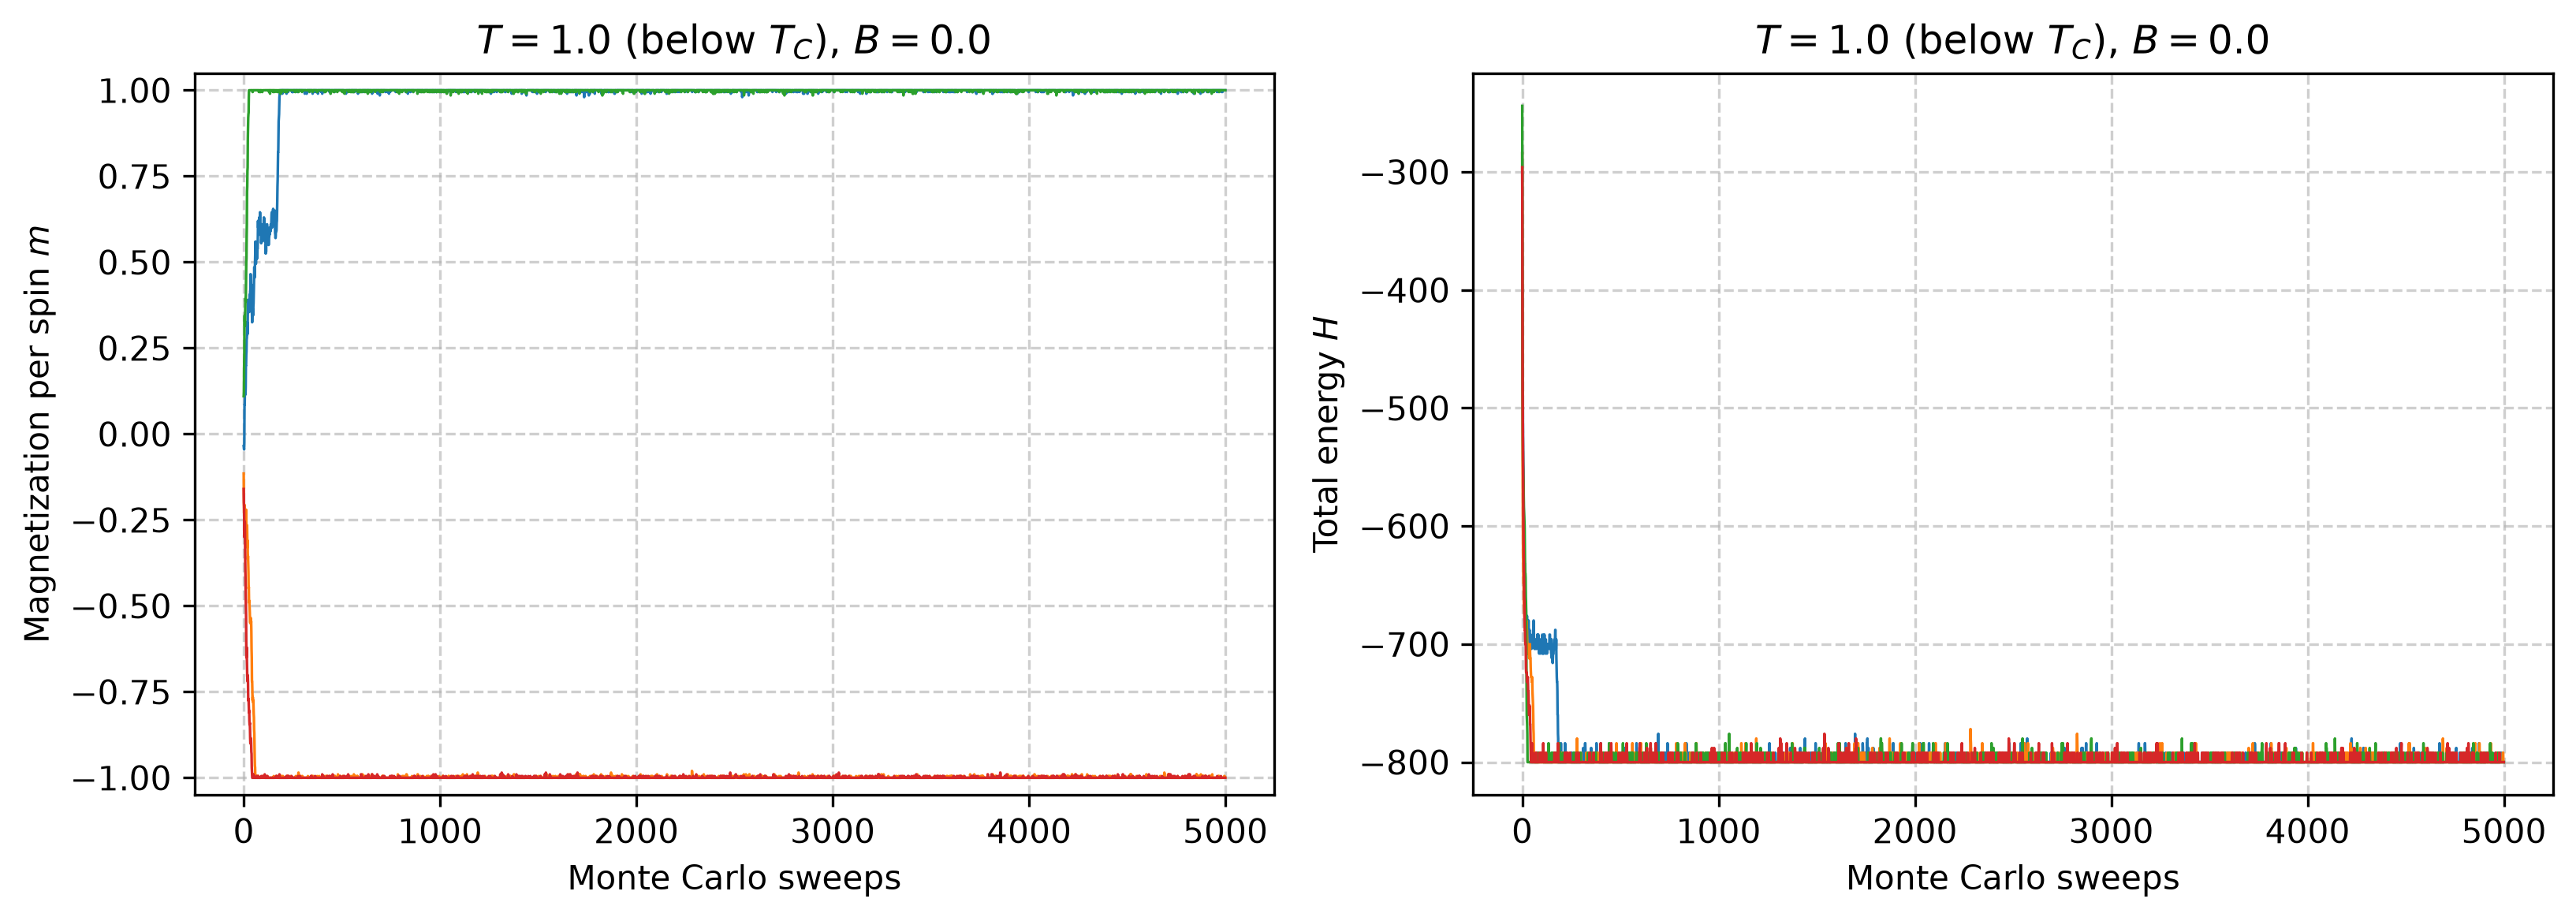 T = 1.0 (below T_C), B = 0.0
1.00
0.75
0.50
0.25
0.00
−0.25
−0.50
−0.75
−1.00
Magnetization per spin m
0 1000 2000 3000 4000 5000
Monte Carlo sweeps
T = 1.0 (below T_C), B = 0.0
−300
−400
−500
−600
−700
−800
Total energy H
0 1000 2000 3000 4000 5000
Monte Carlo sweeps